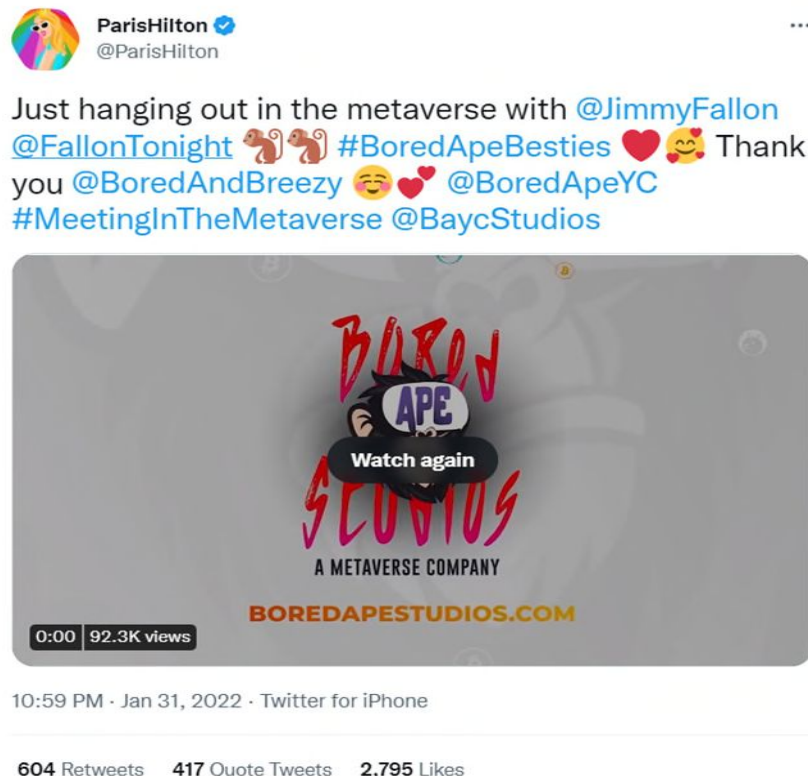 ParisHilton
@ParisHilton
Just hanging out in the metaverse with @JimmyFallon
@FallonTonight 🐒🐒 #BoredApeBesties ❤️🥰 Thank
you @BoredAndBreezy ☺️💕 @BoredApeYC
#MeetingInTheMetaverse @BaycStudios
BORed
APE
Watch again
STUDIOS
A METAVERSE COMPANY
BOREDAPESTUDIOS.COM
0:00 92.3K views
10:59 PM · Jan 31, 2022 · Twitter for iPhone
604 Retweets 417 Quote Tweets 2,795 Likes